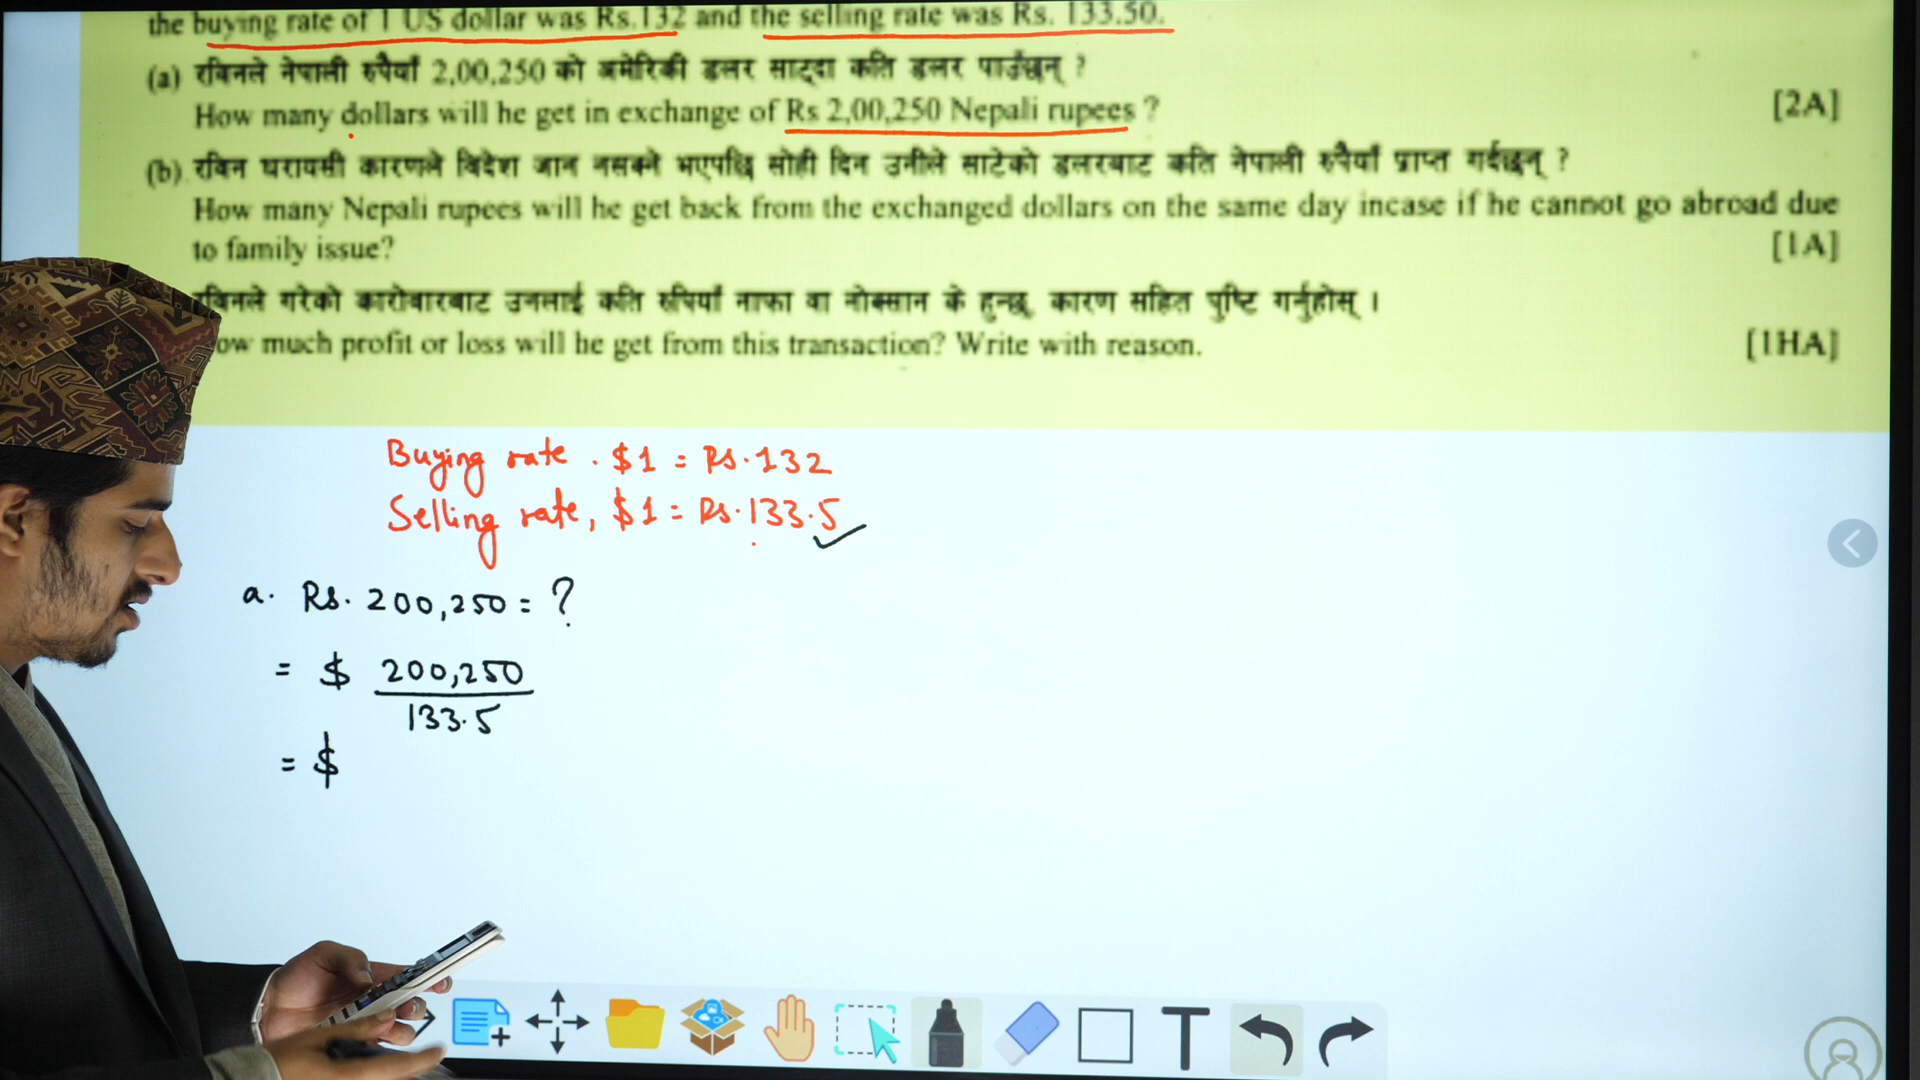 the buying rate of 1 US dollar was Rs.132 and the selling rate was Rs. 133.50.
(a) रविनले नेपाली रुपैयाँ 2,00,250 को अमेरिकी डलर साट्दा कति डलर पाउँछन् ?
How many dollars will he get in exchange of Rs 2,00,250 Nepali rupees ? [2A]
(b) रविन घरायसी कारणले विदेश जान नसक्ने भएपछि सोही दिन उनीले साटेको डलरबाट कति नेपाली रुपैयाँ प्राप्त गर्दछन् ?
How many Nepali rupees will he get back from the exchanged dollars on the same day incase if he cannot go abroad due
to family issue? [1A]
रविनले गरेको कारोवारबाट उनलाई कति रुपियाँ नाफा वा नोक्सान के हुन्छ, कारण सहित पुष्टि गर्नुहोस् ।
ow much profit or loss will he get from this transaction? Write with reason. [1HA]
Buying rate . $1 = Rs.132
Selling rate, $1 = Rs.133.5
a. Rs. 200,250 = ?
= $ 200,250
133.5
= $
T